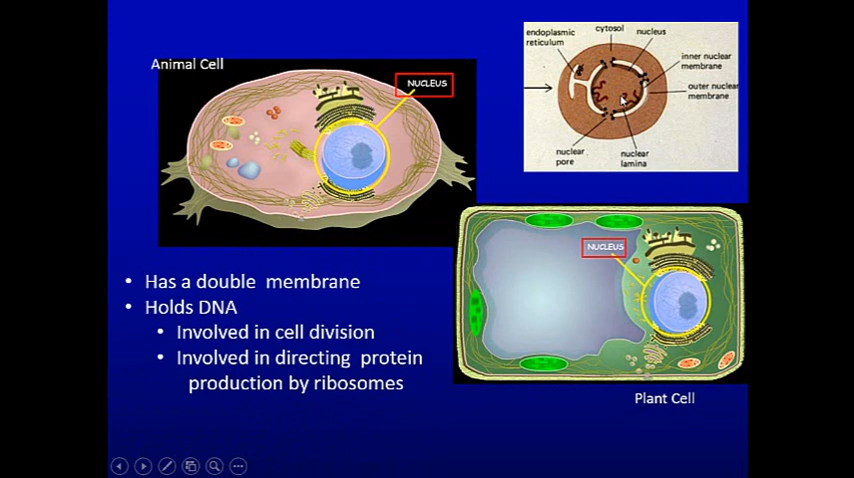 Animal Cell
NUCLEUS
endoplasmic
reticulum
cytosol
nucleus
inner nuclear
membrane
outer nuclear
membrane
nuclear
pore
nuclear
lamina
NUCLEUS
Plant Cell
• Has a double membrane
• Holds DNA
• Involved in cell division
• Involved in directing protein
production by ribosomes